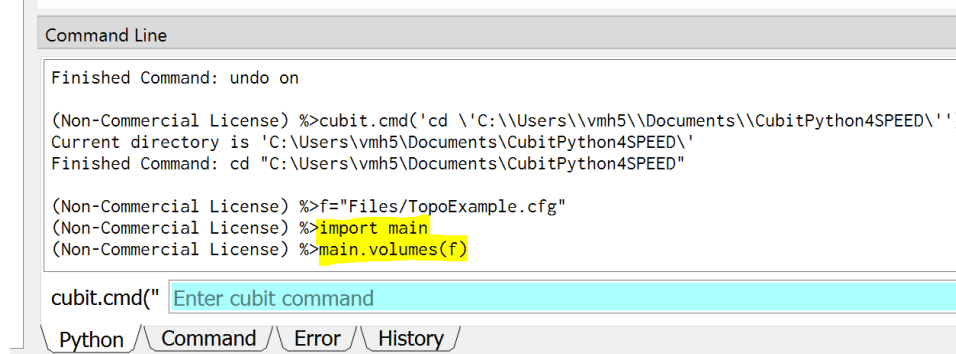 Command Line
Finished Command: undo on
(Non-Commercial License) %>cubit.cmd('cd \'C:\\Users\\vmh5\\Documents\\CubitPython4SPEED\'')
Current directory is 'C:\Users\vmh5\Documents\CubitPython4SPEED\'
Finished Command: cd "C:\Users\vmh5\Documents\CubitPython4SPEED"
(Non-Commercial License) %>f="Files/TopoExample.cfg"
(Non-Commercial License) %>import main
(Non-Commercial License) %>main.volumes(f)
cubit.cmd(" Enter cubit command
Python Command Error History